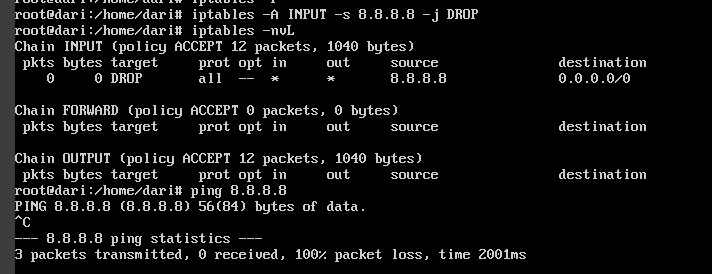 root@dari:/home/dari# iptables -A INPUT -s 8.8.8.8 -j DROP
root@dari:/home/dari# iptables -nvL
Chain INPUT (policy ACCEPT 12 packets, 1040 bytes)
 pkts bytes target     prot opt in     out     source               destination
    0     0 DROP       all  --  *      *       8.8.8.8              0.0.0.0/0

Chain FORWARD (policy ACCEPT 0 packets, 0 bytes)
 pkts bytes target     prot opt in     out     source               destination

Chain OUTPUT (policy ACCEPT 12 packets, 1040 bytes)
 pkts bytes target     prot opt in     out     source               destination
root@dari:/home/dari# ping 8.8.8.8
PING 8.8.8.8 (8.8.8.8) 56(84) bytes of data.
^C
--- 8.8.8.8 ping statistics ---
3 packets transmitted, 0 received, 100% packet loss, time 2001ms